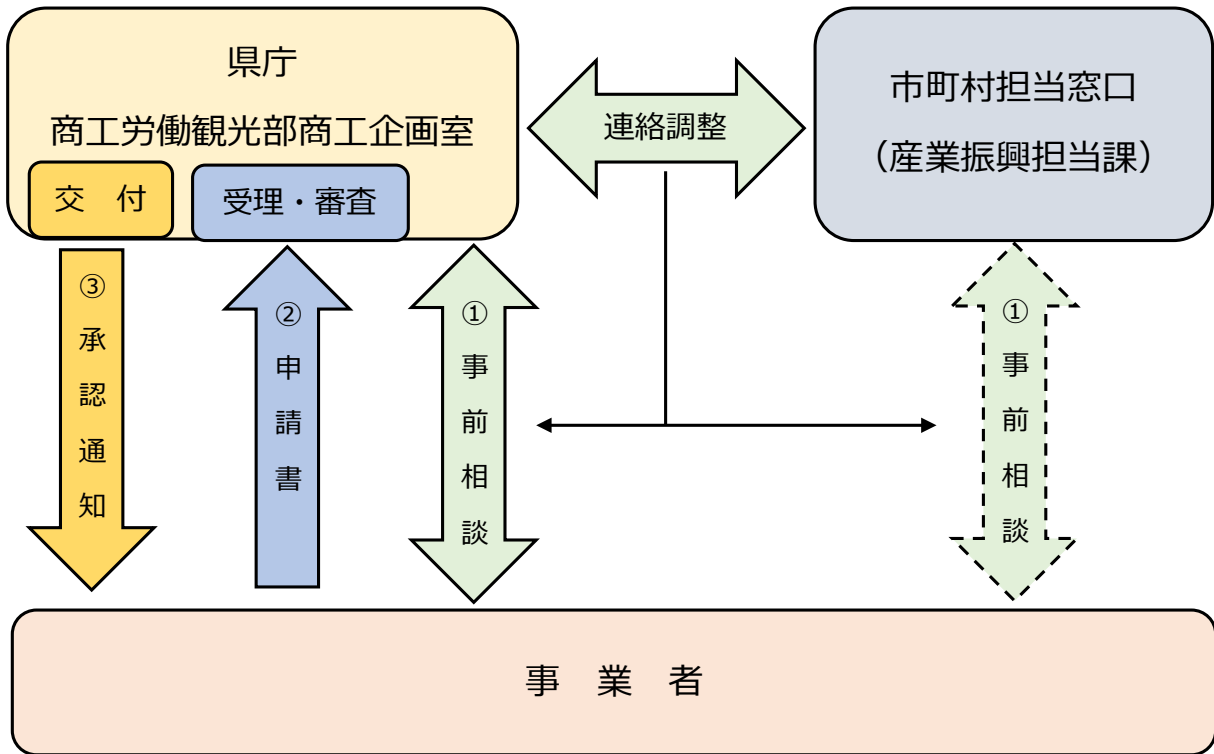 県庁
商工労働観光部商工企画室
交　付
受理・審査
連絡調整
市町村担当窓口
（産業振興担当課）
③承認通知
②申請書
①事前相談
①事前相談
事　業　者